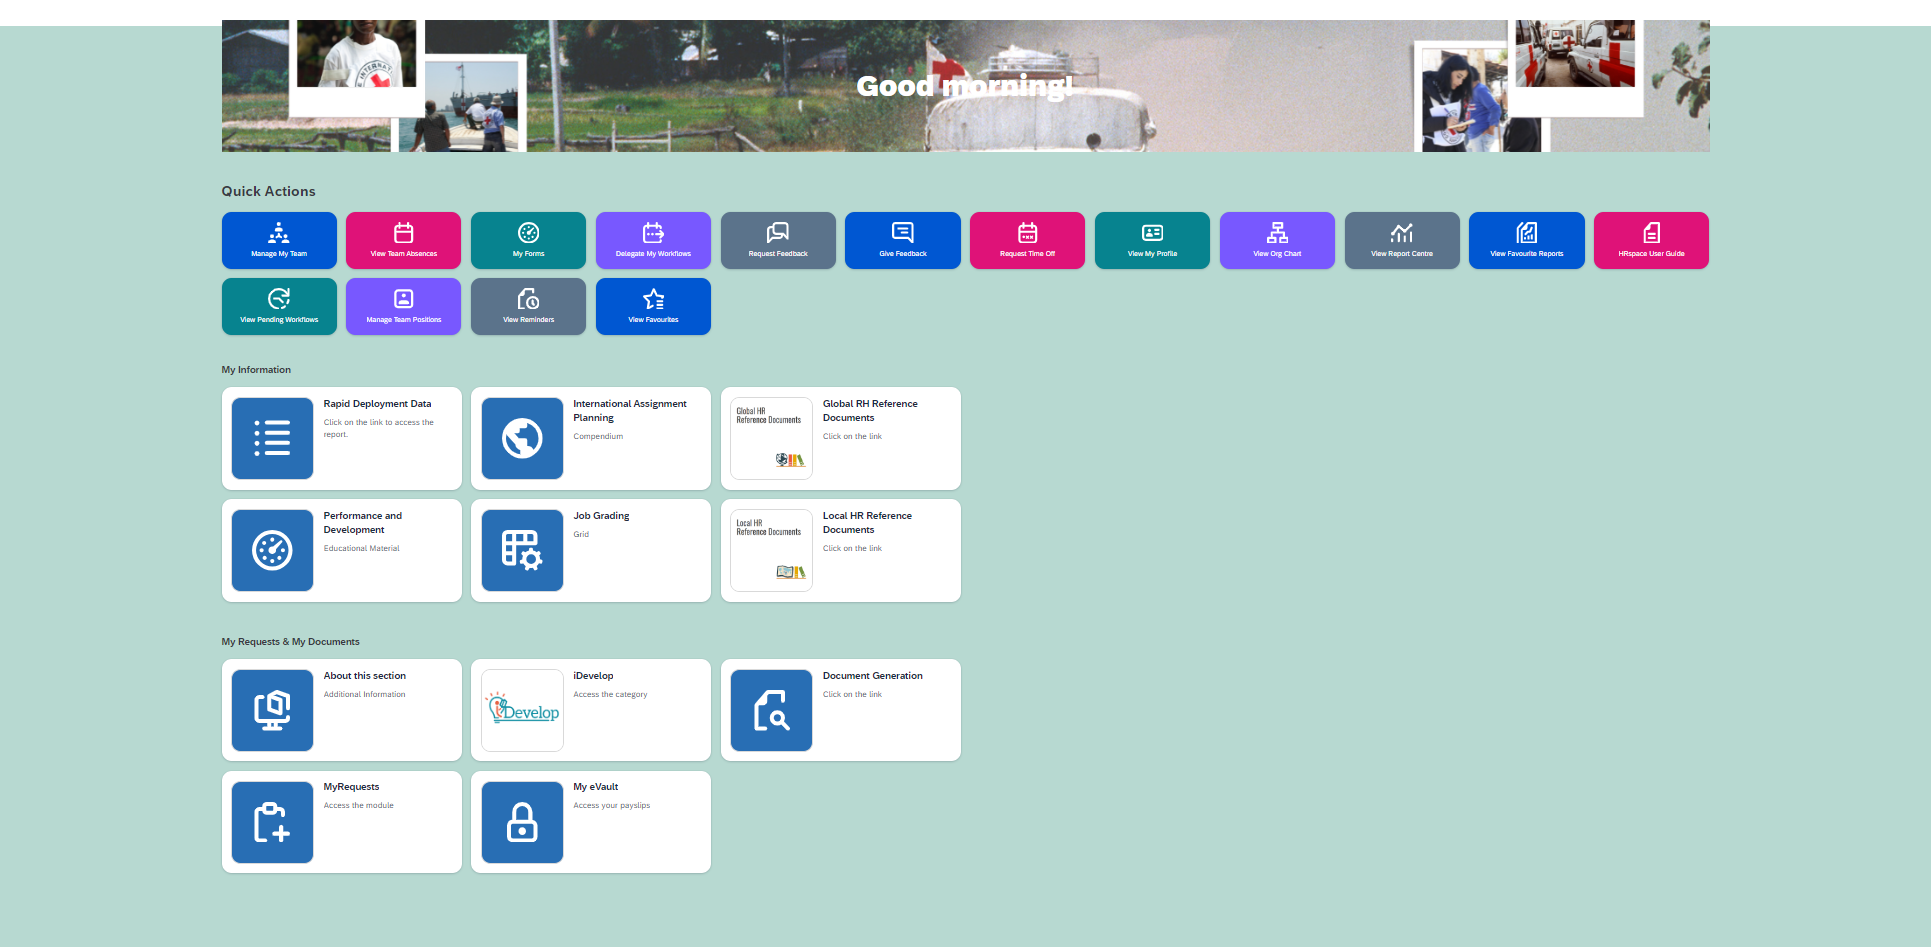 INTERNAT
Good morning!
Quick Actions
Manage My Team
View Team Absences
My Forms
Delegate My Workflows
Request Feedback
Give Feedback
Request Time Off
View My Profile
View Org Chart
View Report Centre
View Favourite Reports
HRspace User Guide
View Pending Workflows
Manage Team Positions
View Reminders
View Favourites
My Information
Rapid Deployment Data
Click on the link to access the
report.
International Assignment
Planning
Compendium
Global HR
Reference Documents
Global RH Reference
Documents
Click on the link
Performance and
Development
Educational Material
Job Grading
Grid
Local HR
Reference Documents
Local HR Reference
Documents
Click on the link
My Requests & My Documents
About this section
Additional Information
iDevelop
iDevelop
Access the category
Document Generation
Click on the link
MyRequests
Access the module
My eVault
Access your payslips